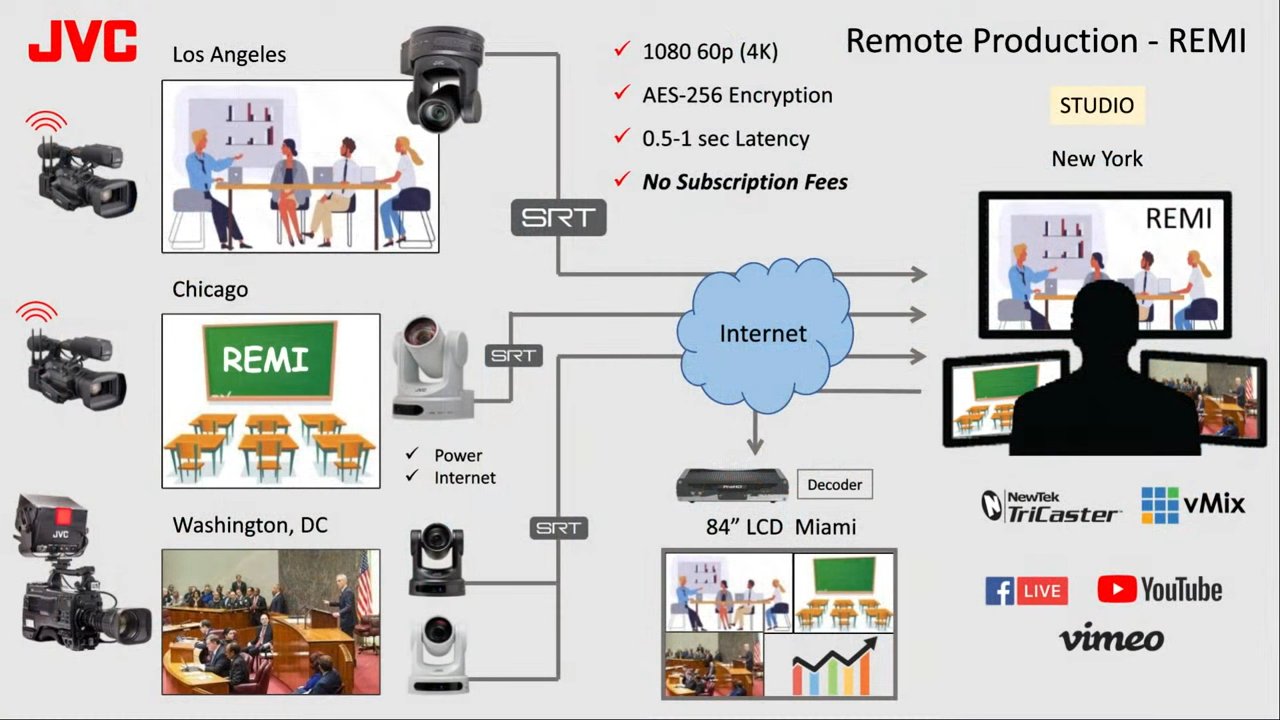 JVC
Los Angeles
✓ 1080 60p (4K)
✓ AES-256 Encryption
✓ 0.5-1 sec Latency
✓ No Subscription Fees
Remote Production - REMI
STUDIO
New York
REMI
SRT
Chicago
REMI
SRT
Internet
✓ Power
✓ Internet
Washington, DC
JVC
SRT
Decoder
84” LCD Miami
NewTek
TriCaster
vMix
f LIVE
YouTube
vimeo